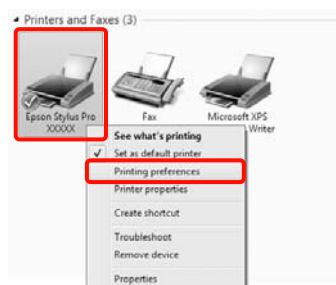 Printers and Faxes (3)
Epson Stylus Pro
XXXXX
Fax
Microsoft XPS
Writer
See what's printing
Set as default printer
Printing preferences
Printer properties
Create shortcut
Troubleshoot
Remove device
Properties